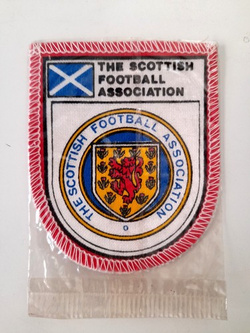 THE SCOTTISH
FOOTBALL
ASSOCIATION
THE SCOTTISH FOOTBALL ASSOCIATION